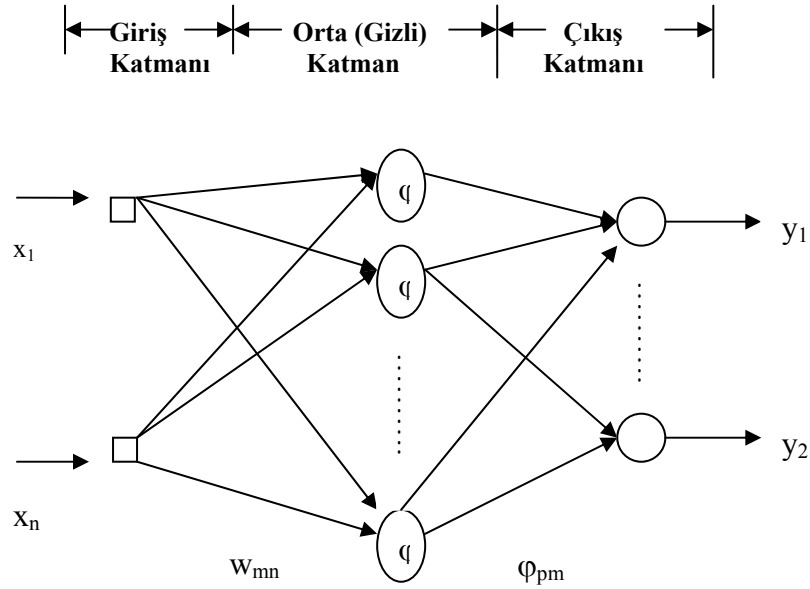 Giriş Katmanı
Orta (Gizli) Katman
Çıkış Katmanı
x₁
y₁
y₂
xₙ
wₘₙ
φₚₘ